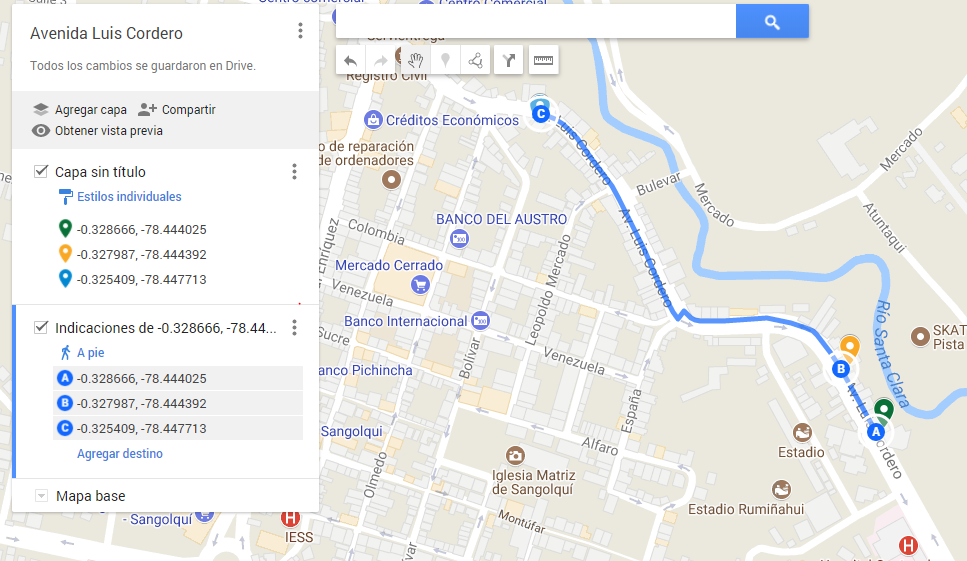 Avenida Luis Cordero
Todos los cambios se guardaron en Drive.
Agregar capa
Compartir
Obtener vista previa
Capa sin título
Estilos individuales
-0.328666, -78.444025
-0.327987, -78.444392
-0.325409, -78.447713
Indicaciones de -0.328666, -78.44...
A pie
A -0.328666, -78.444025
B -0.327987, -78.444392
C -0.325409, -78.447713
Agregar destino
Mapa base
- Sangolquí
H
IESS
Centro Comercial
Registro Civil
Créditos Económicos
C
o de reparación
de ordenadores
Luis Cordero
Av. Luis Cordero
Bulevar
Mercado
Mercado
Atuntaqui
BANCO DEL AUSTRO
Colombia
Enríquez
Mercado Cerrado
Venezuela
Leopoldo Mercado
Banco Internacional
Sucre
Bolívar
Venezuela
anco Pichincha
España
Sangolqui
Alfaro
Olmedo
Iglesia Matriz
de Sangolquí
Montúfar
var
B
A
Av. Luis Cordero
Río Santa Clara
SKAT
Pista
Estadio
Estadio Rumiñahui
H